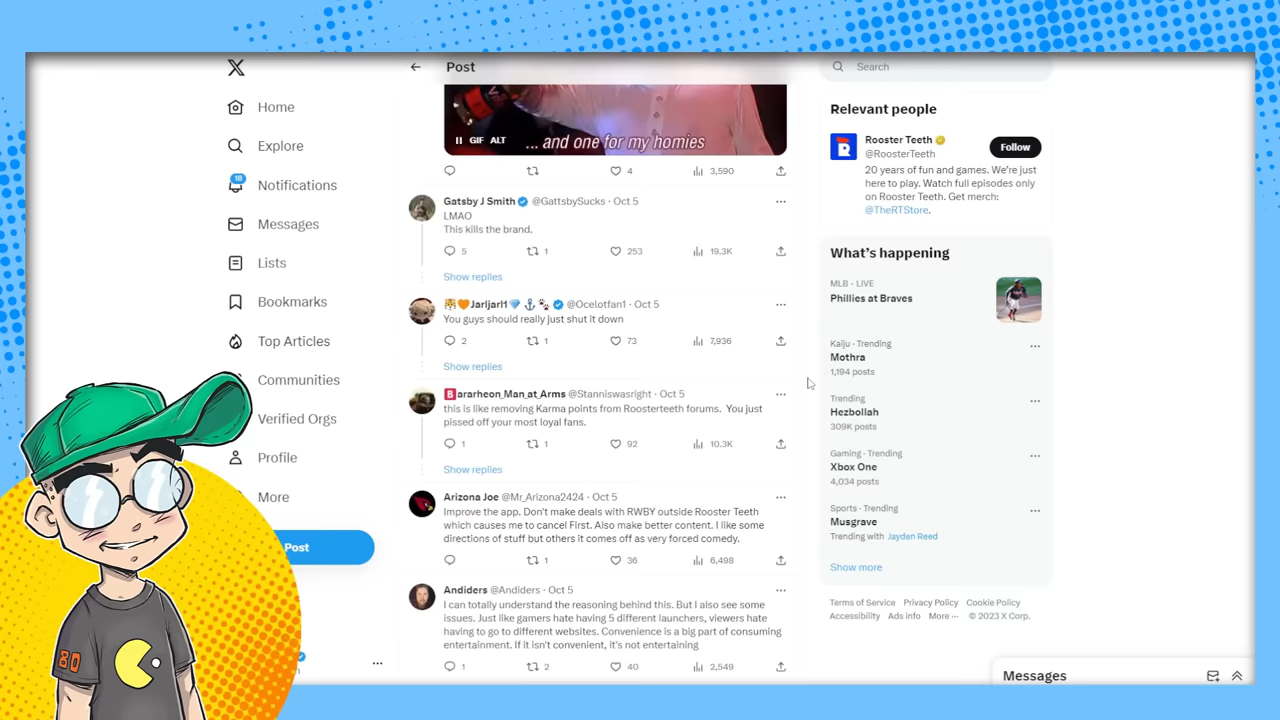 X
Home
Explore
18
Notifications
Messages
Lists
Bookmarks
Top Articles
Communities
Verified Orgs
Profile
More
Post
80
Post
... and one for my homies
GIF ALT
4 3,590
Gatsby J Smith @GattsbySucks · Oct 5
LMAO
This kills the brand.
5 1 253 19.3K
Show replies
Jarljarl1 @Ocelotfan1 · Oct 5
You guys should really just shut it down
2 1 73 7,936
Show replies
🅱ararheon_Man_at_Arms @Stanniswasright · Oct 5
this is like removing Karma points from Roosterteeth forums. You just
pissed off your most loyal fans.
1 1 92 10.3K
Show replies
Arizona Joe @Mr_Arizona2424 · Oct 5
Improve the app. Don't make deals with RWBY outside Rooster Teeth
which causes me to cancel First. Also make better content. I like some
directions of stuff but others it comes off as very forced comedy.
1 36 6,498
Andiders @Andiders · Oct 5
I can totally understand the reasoning behind this. But I also see some
issues. Just like gamers hate having 5 different launchers, viewers hate
having to go to different websites. Convenience is a big part of consuming
entertainment. If it isn't convenient, it's not entertaining
1 2 40 2,549
Search
Relevant people
Rooster Teeth
@RoosterTeeth
Follow
20 years of fun and games. We're just
here to play. Watch full episodes only
on Rooster Teeth. Get merch:
@TheRTStore.
What's happening
MLB · LIVE
Phillies at Braves
Kaiju · Trending
Mothra
1,194 posts
Trending
Hezbollah
309K posts
Gaming · Trending
Xbox One
4,034 posts
Sports · Trending
Musgrave
Trending with Jayden Reed
Show more
Terms of Service Privacy Policy Cookie Policy
Accessibility Ads info More ··· © 2023 X Corp.
Messages